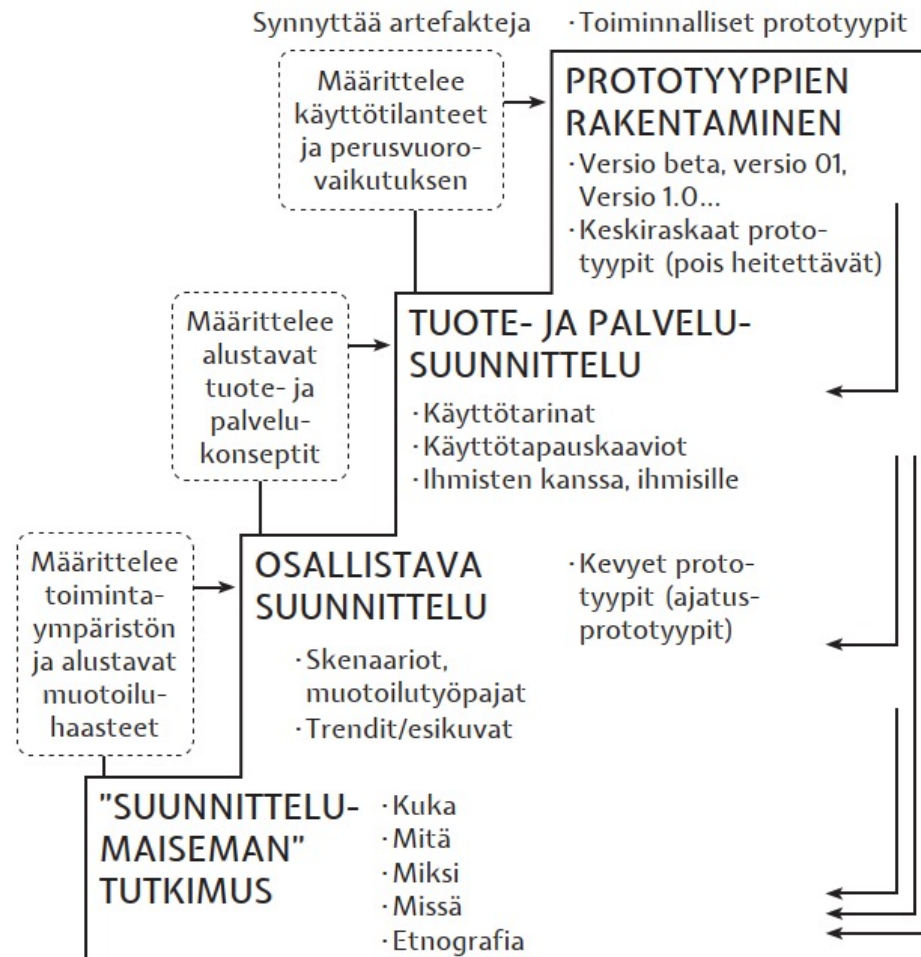 Synnyttää artefakteja
· Toiminnalliset prototyypit
Määrittelee
käyttötilanteet
ja perusvuoro-
vaikutuksen
PROTOTYYPPIEN
RAKENTAMINEN
· Versio beta, versio 01,
Versio 1.0...
· Keskiraskaat proto-
tyypit (pois heitettävät)
Määrittelee
alustavat
tuote- ja
palvelu-
konseptit
TUOTE- JA PALVELU-
SUUNNITTELU
· Käyttötarinat
· Käyttötapauskaaviot
· Ihmisten kanssa, ihmisille
Määrittelee
toiminta-
ympäristön
ja alustavat
muotoilu-
haasteet
OSALLISTAVA
SUUNNITTELU
· Kevyet proto-
tyypit (ajatus-
prototyypit)
· Skenaariot,
muotoilutyöpajat
· Trendit/esikuvat
"SUUNNITTELU-
MAISEMAN"
TUTKIMUS
· Kuka
· Mitä
· Miksi
· Missä
· Etnografia